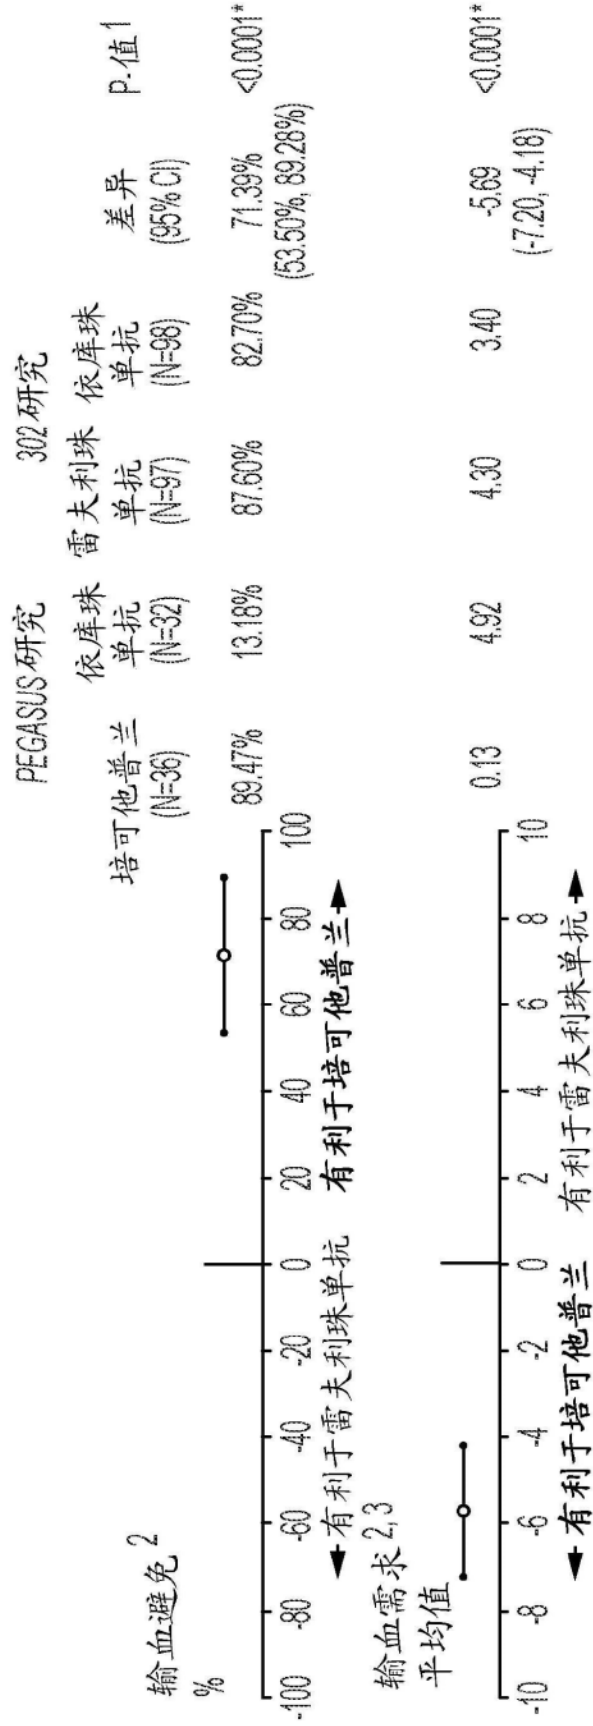 PEGASUS研究
302研究
培可他普兰
(N=36)
依库珠
单抗
(N=32)
雷夫利珠
单抗
(N=97)
依库珠
单抗
(N=98)
差异
(95% CI)
p-值1
输血避免2
%
89.47%
13.18%
87.60%
82.70%
71.39%
(53.50%, 89.28%)
<0.0001*
-100 -80 -60 -40 -20 0 20 40 60 80 100
有利于雷夫利珠单抗
有利于培可他普兰
输血需求2,3
平均值
0.13
4.92
4.30
3.40
-5.69
(-7.20, -4.18)
<0.0001*
-10 -8 -6 -4 -2 0 2 4 6 8 10
有利于培可他普兰
有利于雷夫利珠单抗